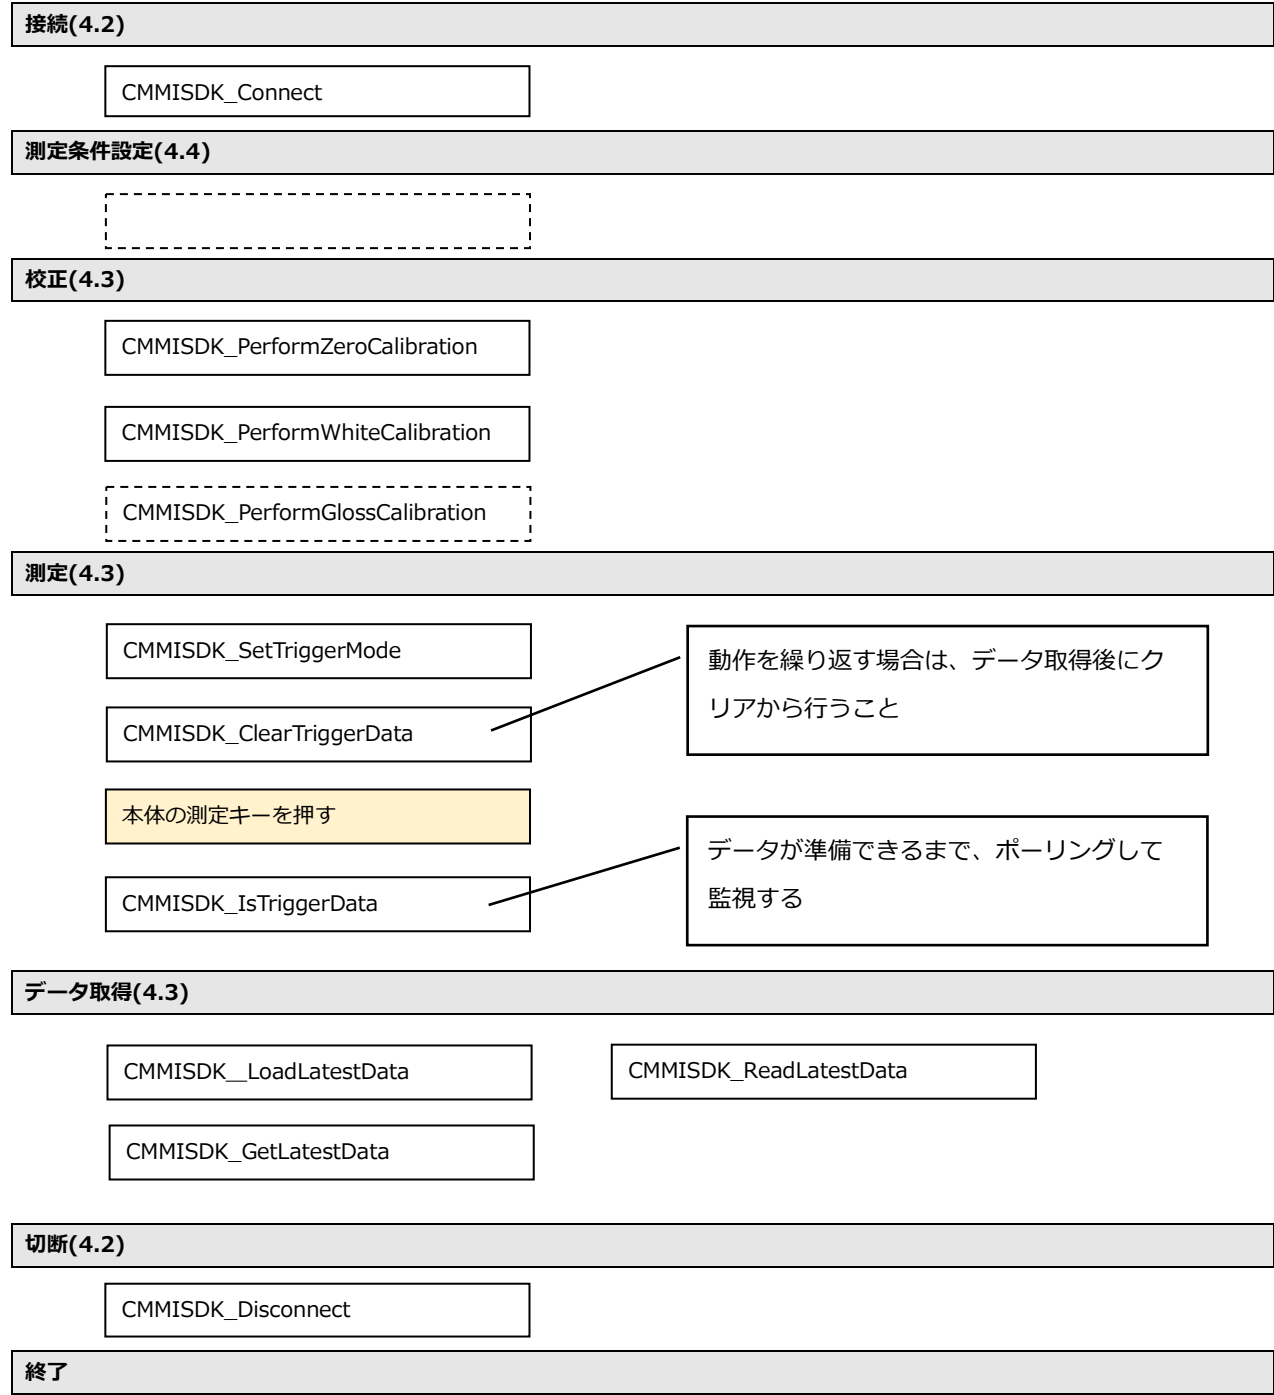 接続(4.2)
CMMISDK_Connect
測定条件設定(4.4)
校正(4.3)
CMMISDK_PerformZeroCalibration
CMMISDK_PerformWhiteCalibration
CMMISDK_PerformGlossCalibration
測定(4.3)
CMMISDK_SetTriggerMode
動作を繰り返す場合は、データ取得後にク
リアから行うこと
CMMISDK_ClearTriggerData
本体の測定キーを押す
データが準備できるまで、ポーリングして
監視する
CMMISDK_IsTriggerData
データ取得(4.3)
CMMISDK__LoadLatestData
CMMISDK_ReadLatestData
CMMISDK_GetLatestData
切断(4.2)
CMMISDK_Disconnect
終了